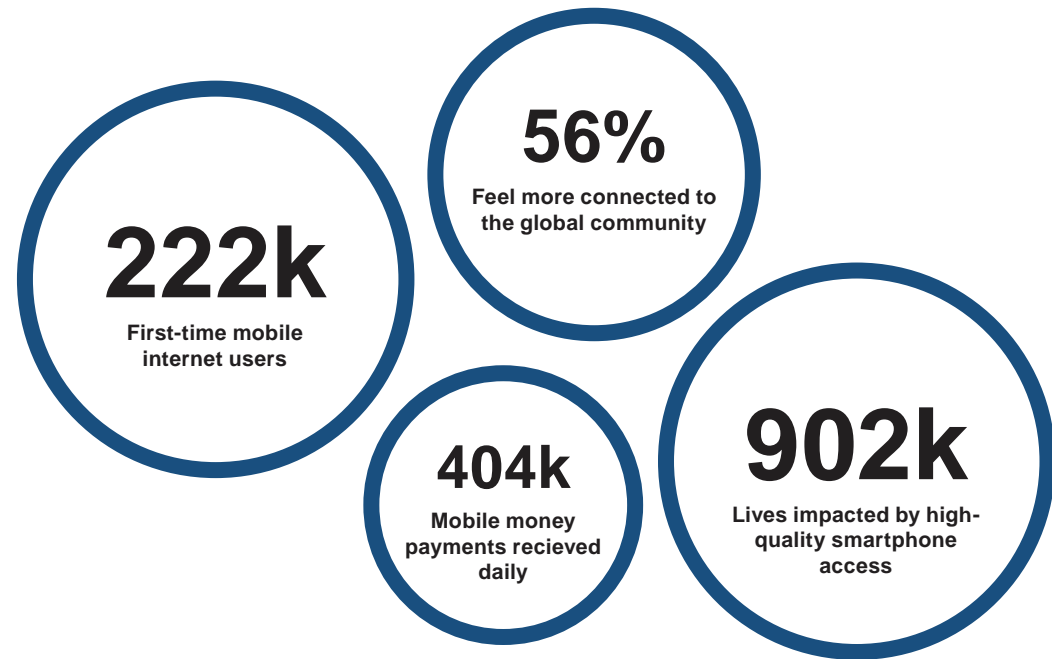 222k
First-time mobile
internet users
56%
Feel more connected to
the global community
404k
Mobile money
payments recieved
daily
902k
Lives impacted by high-
quality smartphone
access